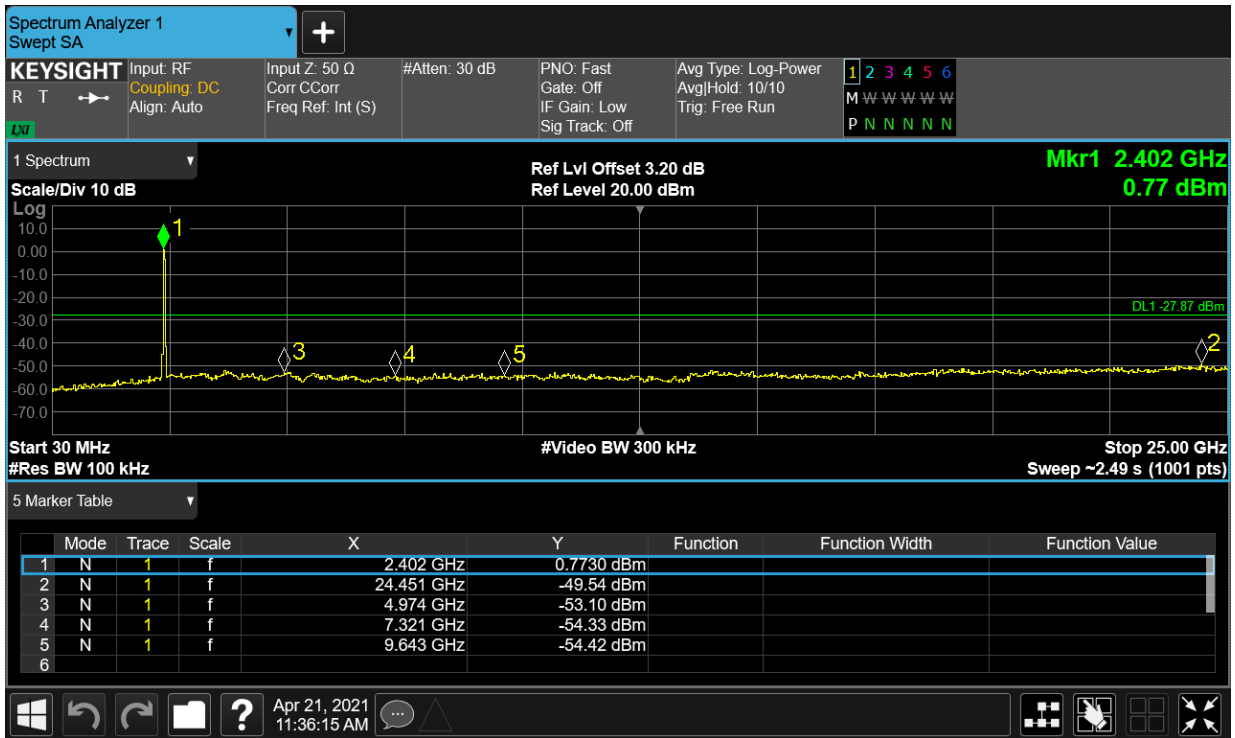 Spectrum Analyzer 1
Swept SA
KEYSIGHT
R T
LXI
Input: RF
Coupling: DC
Align: Auto
Input Z: 50 Ω
Corr CCorr
Freq Ref: Int (S)
#Atten: 30 dB
PNO: Fast
Gate: Off
IF Gain: Low
Sig Track: Off
Avg Type: Log-Power
Avg|Hold: 10/10
Trig: Free Run
1 2 3 4 5 6
M W W W W W
P N N N N N
1 Spectrum
Scale/Div 10 dB
Ref Lvl Offset 3.20 dB
Ref Level 20.00 dBm
Mkr1 2.402 GHz
0.77 dBm
Log
10.0
0.00
-10.0
-20.0
-30.0
-40.0
-50.0
-60.0
-70.0
1
3
4
5
2
DL1 -27.87 dBm
Start 30 MHz
#Res BW 100 kHz
#Video BW 300 kHz
Stop 25.00 GHz
Sweep ~2.49 s (1001 pts)
5 Marker Table
Mode Trace Scale X Y Function Function Width Function Value
1 N 1 f 2.402 GHz 0.7730 dBm
2 N 1 f 24.451 GHz -49.54 dBm
3 N 1 f 4.974 GHz -53.10 dBm
4 N 1 f 7.321 GHz -54.33 dBm
5 N 1 f 9.643 GHz -54.42 dBm
6
?
Apr 21, 2021
11:36:15 AM